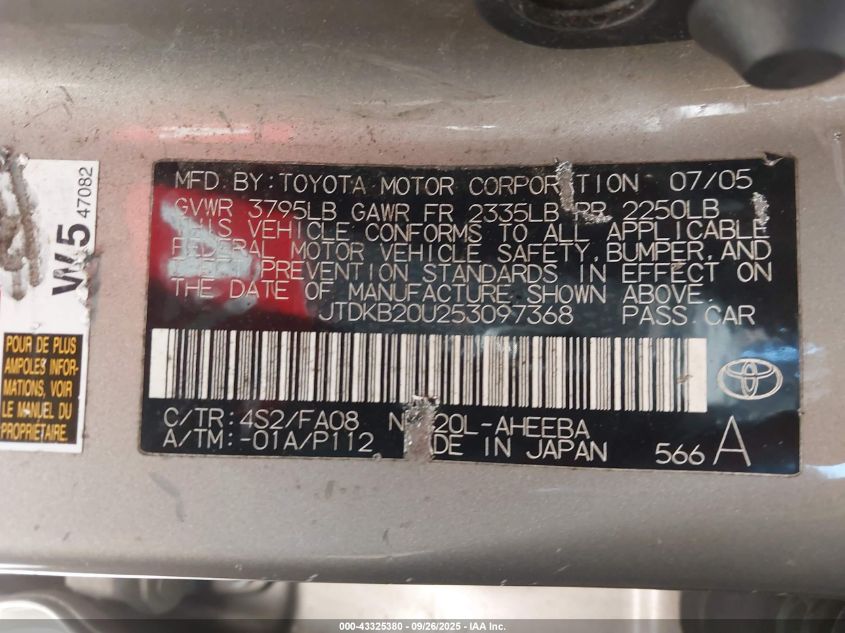 MFD BY: TOYOTA MOTOR CORPORATION 07/05
GVWR 3795LB GAWR FR 2335LB RR 2250LB
THIS VEHICLE CONFORMS TO ALL APPLICABLE
FEDERAL MOTOR VEHICLE SAFETY, BUMPER, AND
PREVENTION STANDARDS IN EFFECT ON
THE DATE OF MANUFACTURE SHOWN ABOVE.
JTDKB20U253097368 PASS CAR
C/TR: 4S2/FA08 N 20L-AHEEBA
A/TM: -01A/P112 DE IN JAPAN
566 A
W5
47082
POUR DE PLUS
AMPLES INFOR-
MATIONS, VOIR
LE MANUEL DU
000-43325380 - 09/26/2025 - IAA Inc.